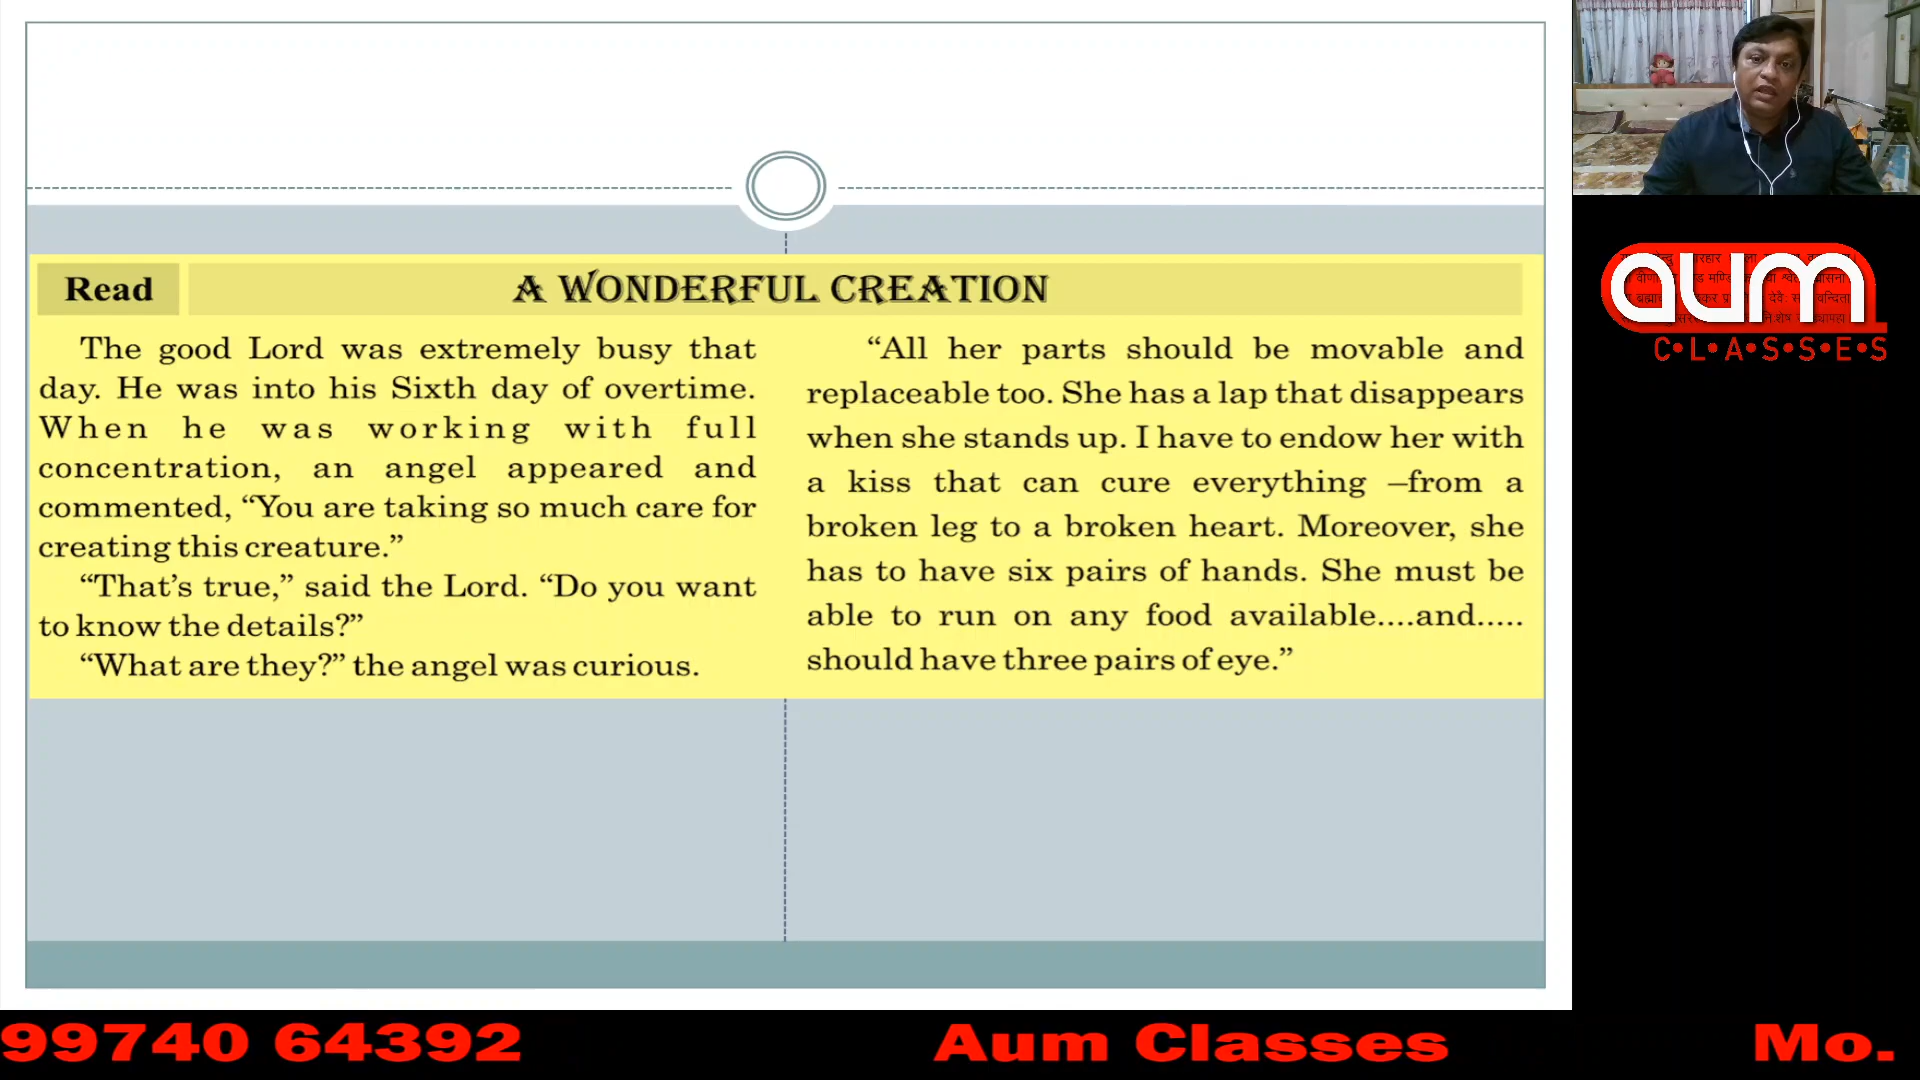 Read
A WONDERFUL CREATION
The good Lord was extremely busy that
day. He was into his Sixth day of overtime.
When he was working with full
concentration, an angel appeared and
commented, “You are taking so much care for
creating this creature.”
“That’s true,” said the Lord. “Do you want
to know the details?”
“What are they?” the angel was curious.
“All her parts should be movable and
replaceable too. She has a lap that disappears
when she stands up. I have to endow her with
a kiss that can cure everything –from a
broken leg to a broken heart. Moreover, she
has to have six pairs of hands. She must be
able to run on any food available....and.....
should have three pairs of eye.”
aum
C•L•A•S•S•E•S
99740 64392 Aum Classes Mo.